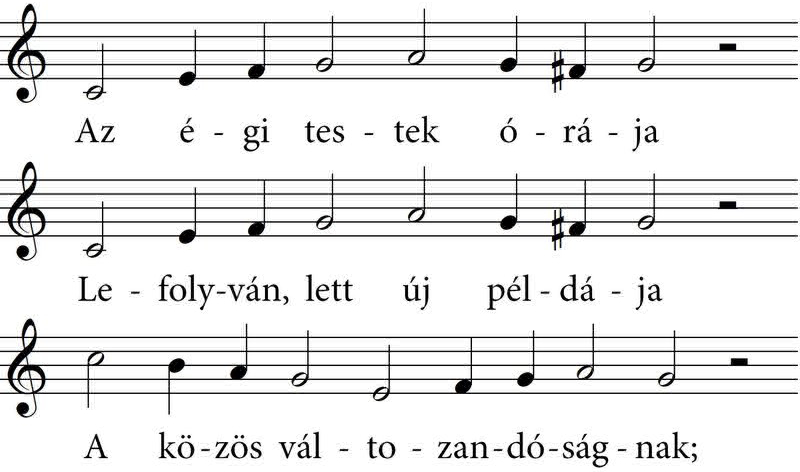 Az é - gi tes - tek ó - rá - ja
Le - foly-ván, lett új pél - dá - ja
A kö - zös vál - to - zan-dó-ság - nak;